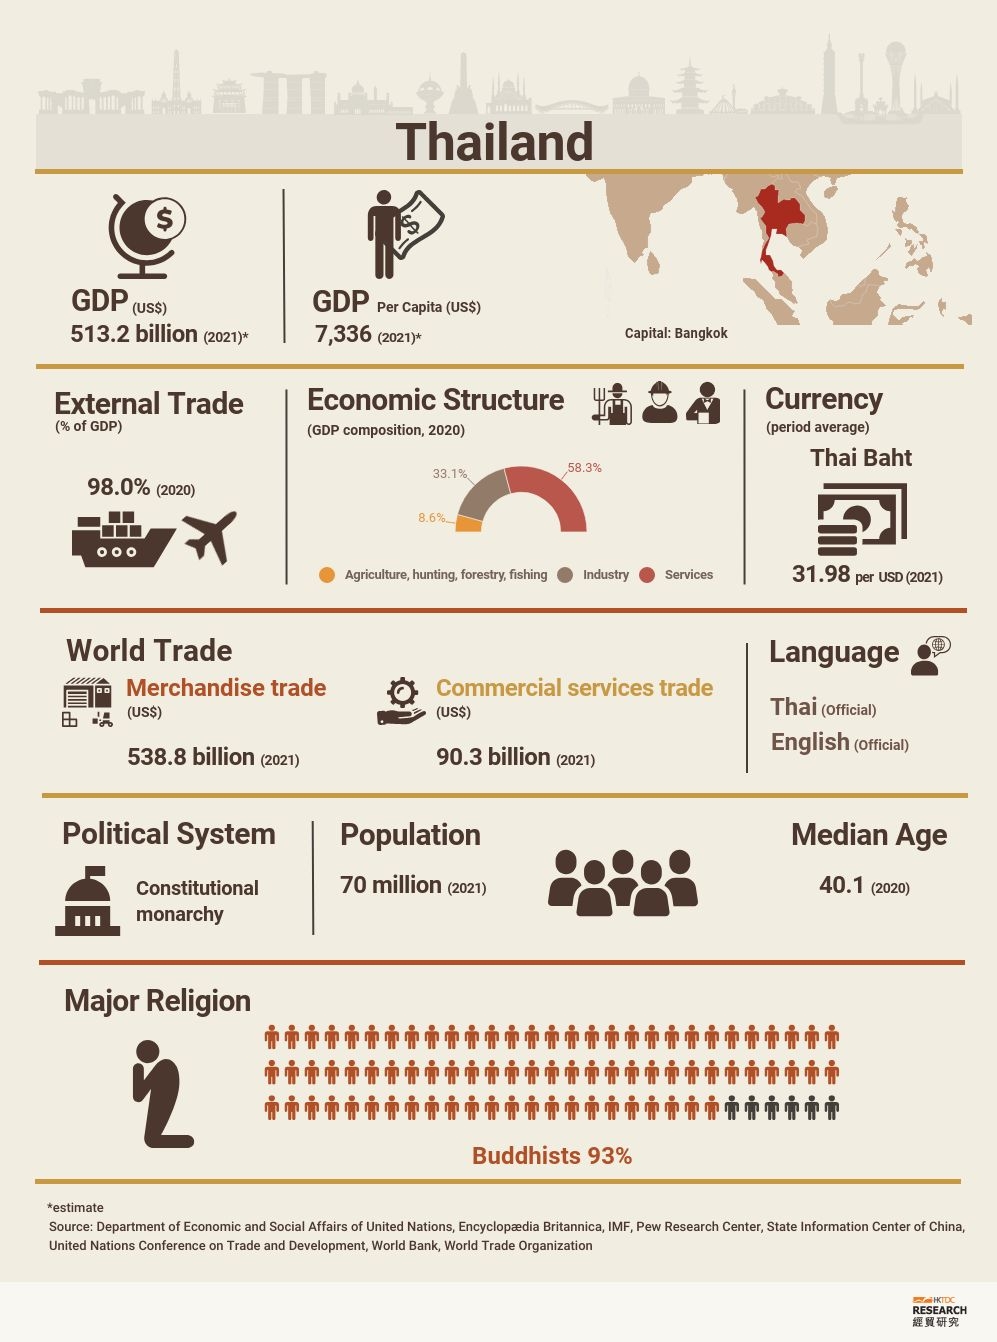 Thailand
GDP (US$)
513.2 billion (2021)*
GDP Per Capita (US$)
7,336 (2021)*
Capital: Bangkok
External Trade
(% of GDP)
98.0% (2020)
Economic Structure
(GDP composition, 2020)
33.1%
58.3%
8.6%
Agriculture, hunting, forestry, fishing
Industry
Services
Currency
(period average)
Thai Baht
31.98 per USD (2021)
World Trade
Merchandise trade
(US$)
538.8 billion (2021)
Commercial services trade
(US$)
90.3 billion (2021)
Language
Thai (Official)
English (Official)
Political System
Constitutional
monarchy
Population
70 million (2021)
Median Age
40.1 (2020)
Major Religion
Buddhists 93%
*estimate
Source: Department of Economic and Social Affairs of United Nations, Encyclopædia Britannica, IMF, Pew Research Center, State Information Center of China,
United Nations Conference on Trade and Development, World Bank, World Trade Organization
HKTDC
RESEARCH
經貿研究